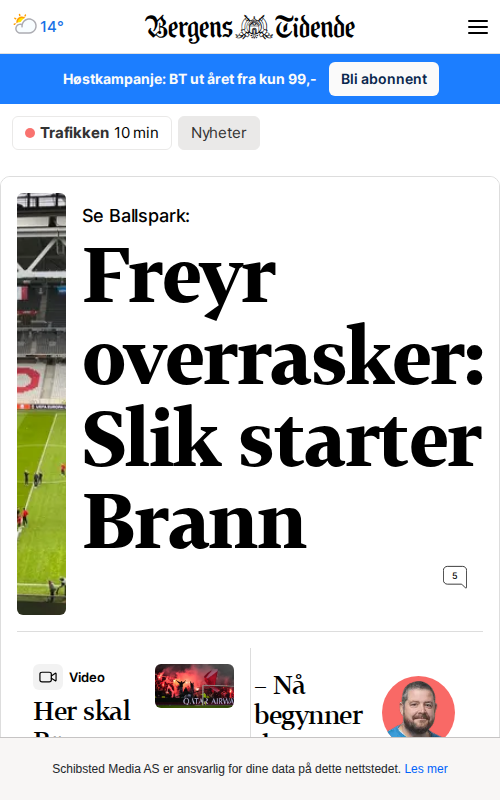 14°
Bergens Tidende
Høstkampanje: BT ut året fra kun 99,-
Bli abonnent
Trafikken 10 min
Nyheter
Se Ballspark:
Freyr
overrasker:
Slik starter
Brann
5
Video
Her skal
– Nå
begynner
QATAR AIRWA
Schibsted Media AS er ansvarlig for dine data på dette nettstedet. Les mer